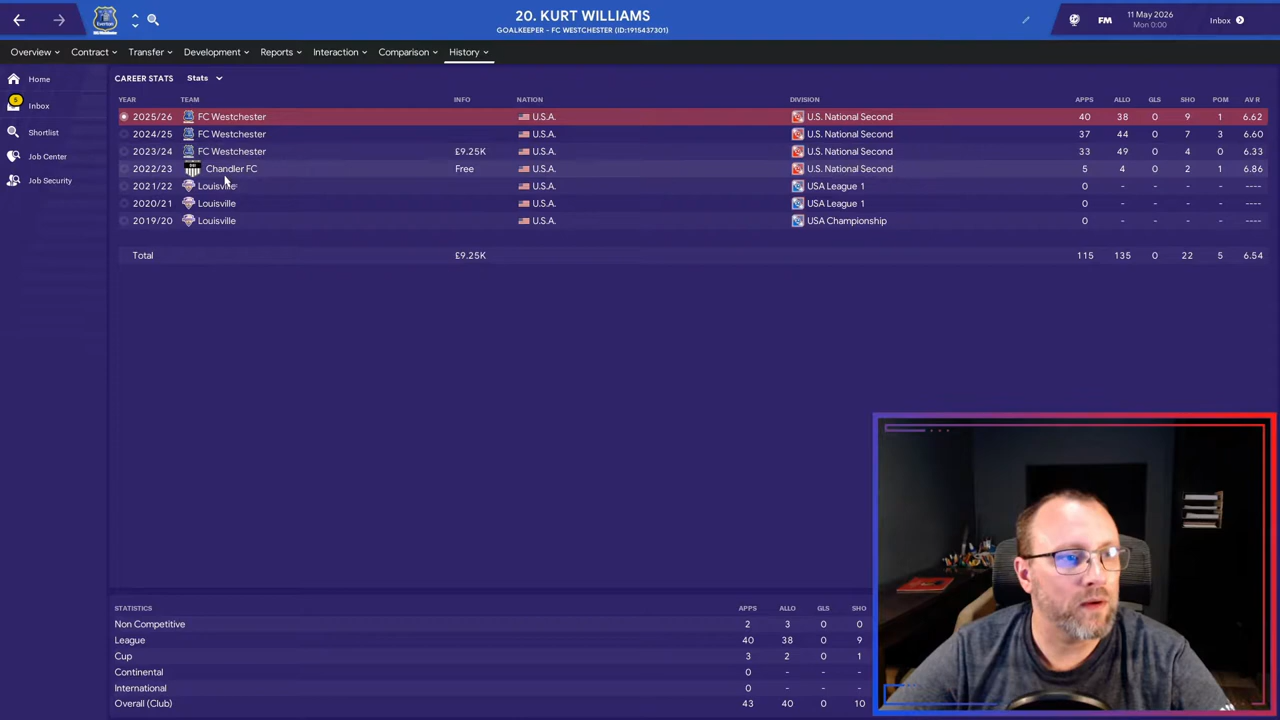 20. KURT WILLIAMS
GOALKEEPER - FC WESTCHESTER (ID:1915437301)
FM
11 May 2026
Mon 0:00
Inbox
Overview Contract Transfer Development Reports Interaction Comparison History
Home
5
Inbox
Shortlist
Job Center
Job Security
CAREER STATS Stats
YEAR TEAM INFO NATION DIVISION APPS ALLO GLS SHO POM AV R
2025/26 FC Westchester U.S.A. U.S. National Second 40 38 0 9 1 6.62
2024/25 FC Westchester U.S.A. U.S. National Second 37 44 0 7 3 6.60
2023/24 FC Westchester £9.25K U.S.A. U.S. National Second 33 49 0 4 0 6.33
2022/23 Chandler FC Free U.S.A. U.S. National Second 5 4 0 2 1 6.86
2021/22 Louisville U.S.A. USA League 1 0 - - - - ----
2020/21 Louisville U.S.A. USA League 1 0 - - - - ----
2019/20 Louisville U.S.A. USA Championship 0 - - - - ----
Total £9.25K 115 135 0 22 5 6.54
STATISTICS APPS ALLO GLS SHO
Non Competitive 2 3 0 0
League 40 38 0 9
Cup 3 2 0 1
Continental 0 - - -
International 0 - - -
Overall (Club) 43 40 0 10